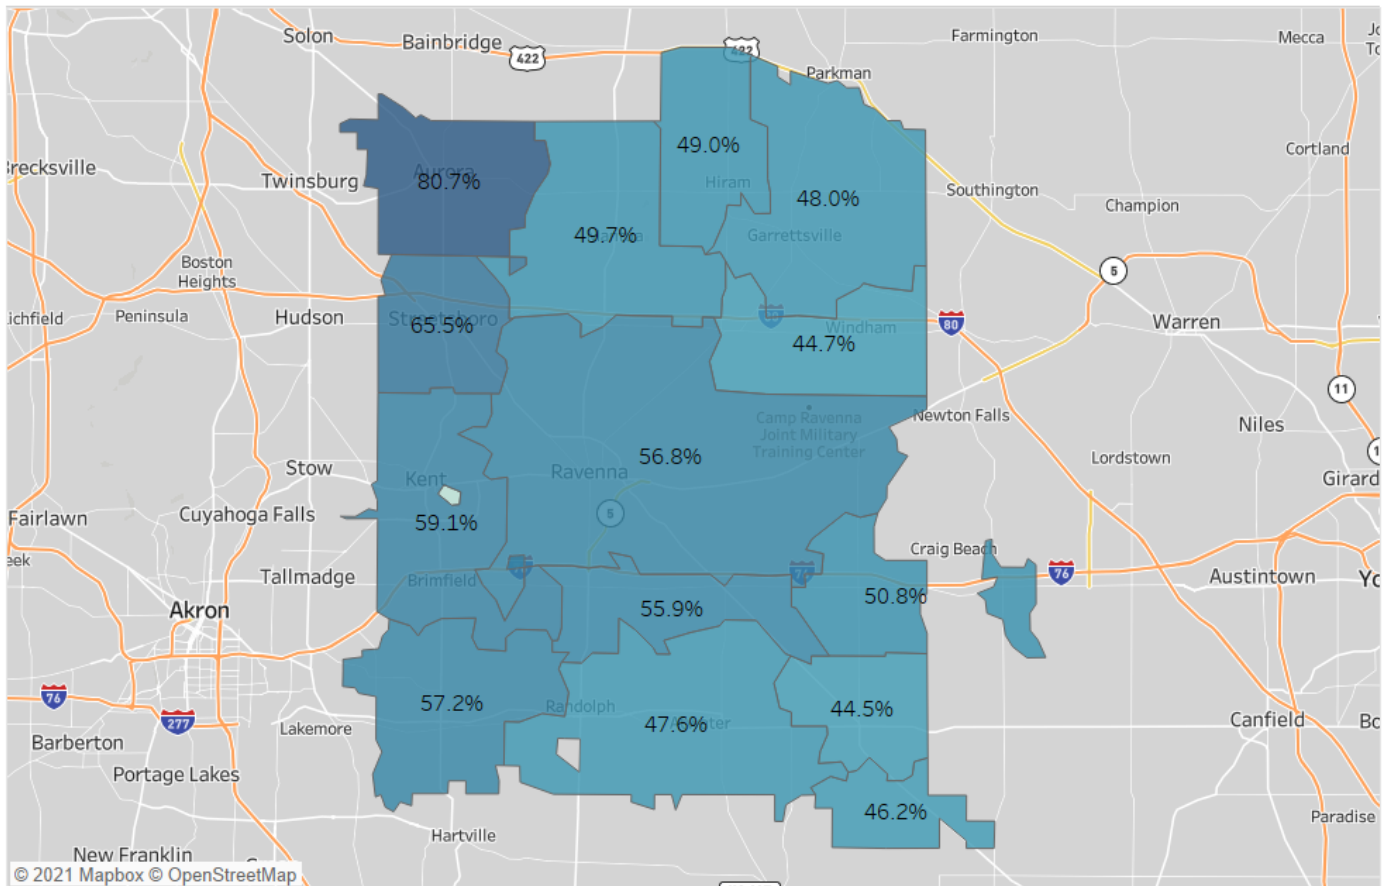 Solon
Bainbridge
422
422
Farmington
Mecca
Parkman
Brecksville
Twinsburg
Aurora
80.7%
49.0%
Hiram
48.0%
Southington
Cortland
Champion
49.7%
Garrettsville
Boston
Heights
5
Richfield
Peninsula
Hudson
Streetsboro
65.5%
Windham
44.7%
80
Warren
11
Camp Ravenna
Joint Military
Training Center
Newton Falls
Niles
Stow
Kent
Ravenna
56.8%
Lordstown
Girard
Fairlawn
Cuyahoga Falls
59.1%
5
Craig Beach
Tallmadge
Brimfield
76
76
Austintown
Akron
55.9%
50.8%
76
277
57.2%
Randolph
47.6%
44.5%
Canfield
Lakemore
Barberton
Portage Lakes
46.2%
Paradise
Hartville
New Franklin
© 2021 Mapbox © OpenStreetMap